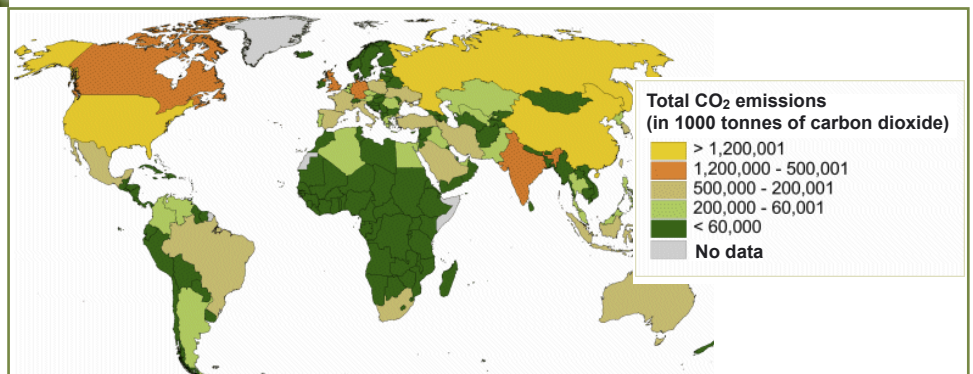 Total CO₂ emissions
(in 1000 tonnes of carbon dioxide)
> 1,200,001
1,200,000 - 500,001
500,000 - 200,001
200,000 - 60,001
< 60,000
No data